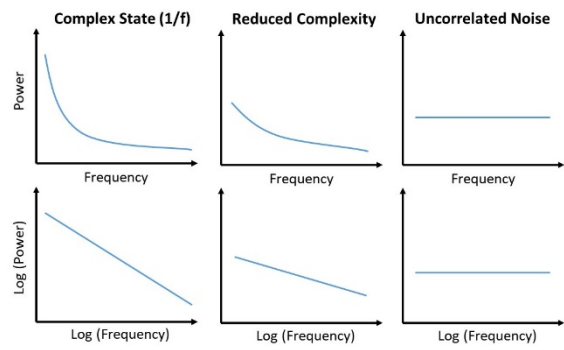 Complex State (1/f)
Reduced Complexity
Uncorrelated Noise
Power
Frequency
Frequency
Frequency
Log (Power)
Log (Frequency)
Log (Frequency)
Log (Frequency)